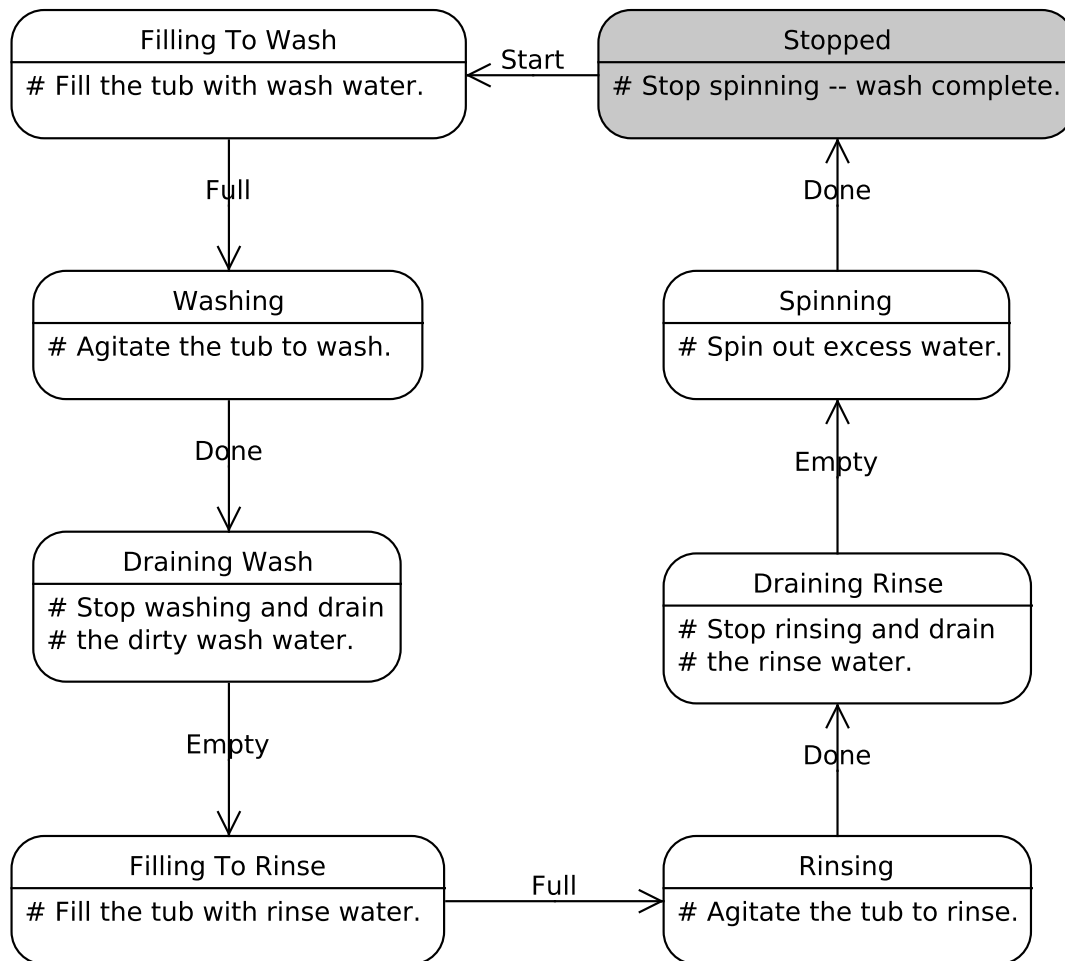 Filling To Wash
# Fill the tub with wash water.
Start
Stopped
# Stop spinning -- wash complete.
Full
Done
Washing
# Agitate the tub to wash.
Spinning
# Spin out excess water.
Done
Empty
Draining Wash
# Stop washing and drain
# the dirty wash water.
Draining Rinse
# Stop rinsing and drain
# the rinse water.
Empty
Done
Filling To Rinse
# Fill the tub with rinse water.
Full
Rinsing
# Agitate the tub to rinse.